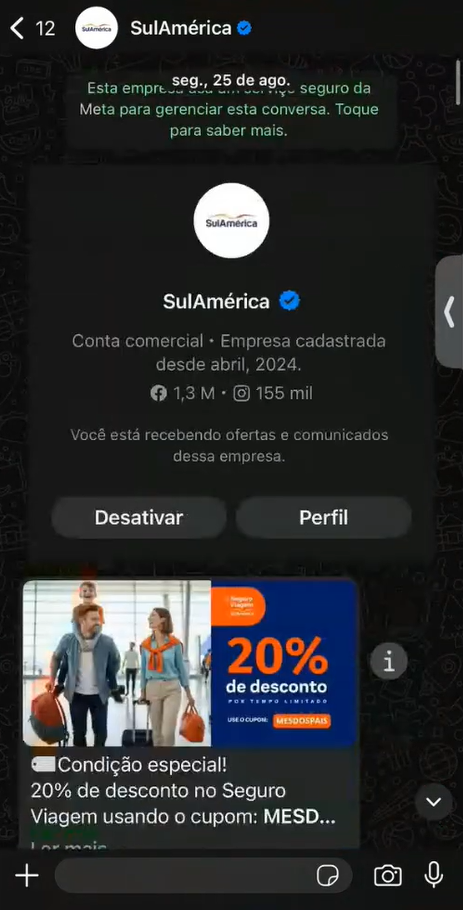 12
SulAmérica
SulAmérica
seg., 25 de ago.
Esta empresa usa um serviço seguro da
Meta para gerenciar esta conversa. Toque
para saber mais.
SulAmérica
SulAmérica
Conta comercial • Empresa cadastrada
desde abril, 2024.
1,3 M • 155 mil
Você está recebendo ofertas e comunicados
dessa empresa.
Desativar
Perfil
Seguro
Viagem
20%
de desconto
POR TEMPO LIMITADO
USE O CUPOM: MESDOSPAIS
Condição especial!
20% de desconto no Seguro
Viagem usando o cupom: MESD...
Ler mais